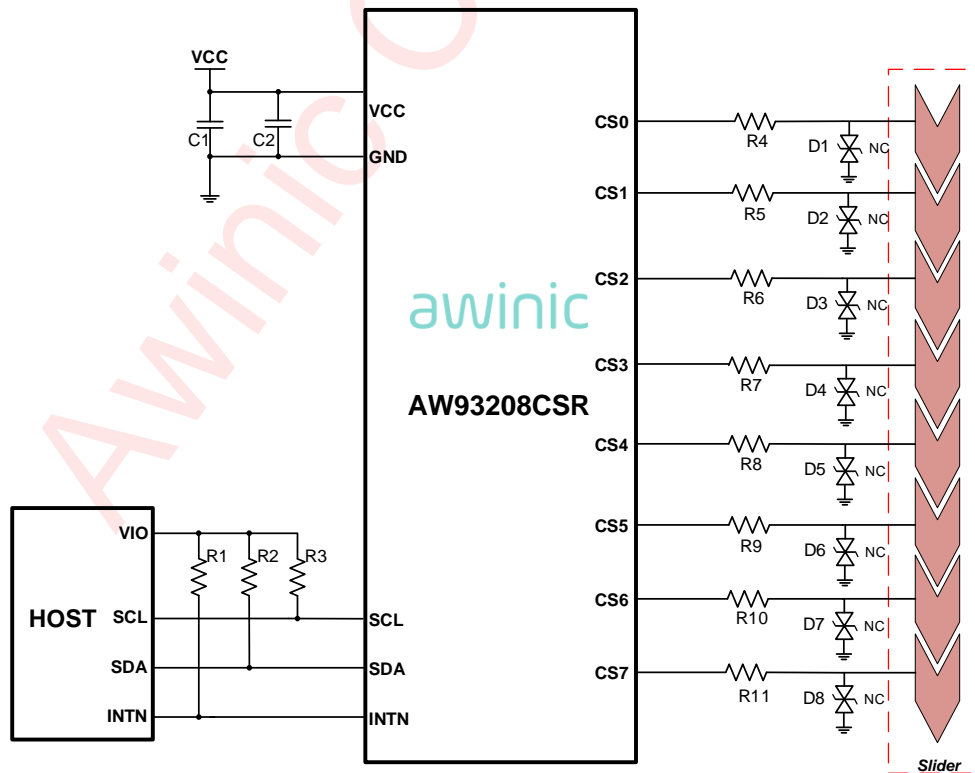 Awinic C
VCC
C1
C2
VCC
GND
awinic
AW93208CSR
CS0
R4
D1
NC
CS1
R5
D2
NC
CS2
R6
D3
NC
CS3
R7
D4
NC
CS4
R8
D5
NC
CS5
R9
D6
NC
CS6
R10
D7
NC
CS7
R11
D8
NC
Slider
HOST
VIO
SCL
SDA
INTN
R1
R2
R3
SCL
SDA
INTN